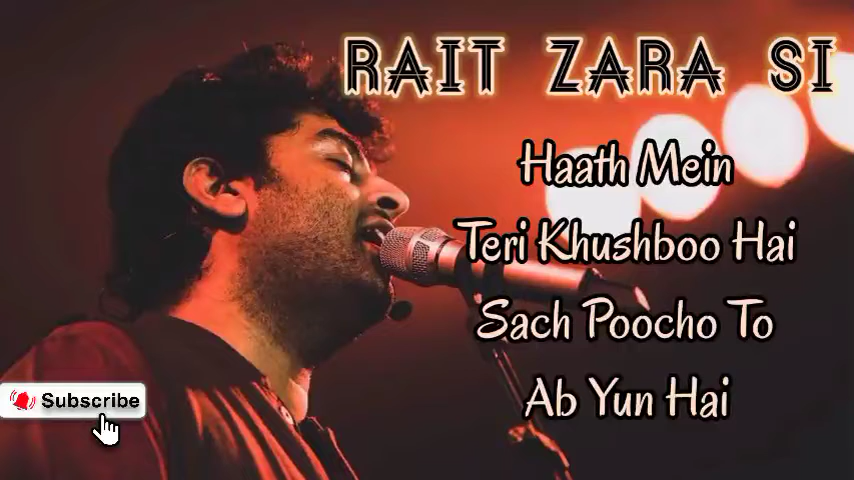 RAIT ZARA SI
Haath Mein
Teri Khushboo Hai
Sach Poocho To
Ab Yun Hai
Subscribe